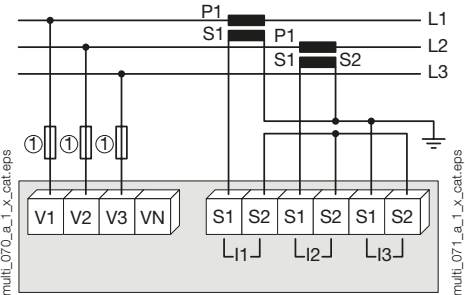 P1
L1
S1
P1
L2
S1
S2
L3
1
1
1
V1
V2
V3
VN
S1
S2
S1
S2
S1
S2
I1
I2
I3
multi_070_a_1_x_cat.eps
multi_071_a_1_x_cat.eps